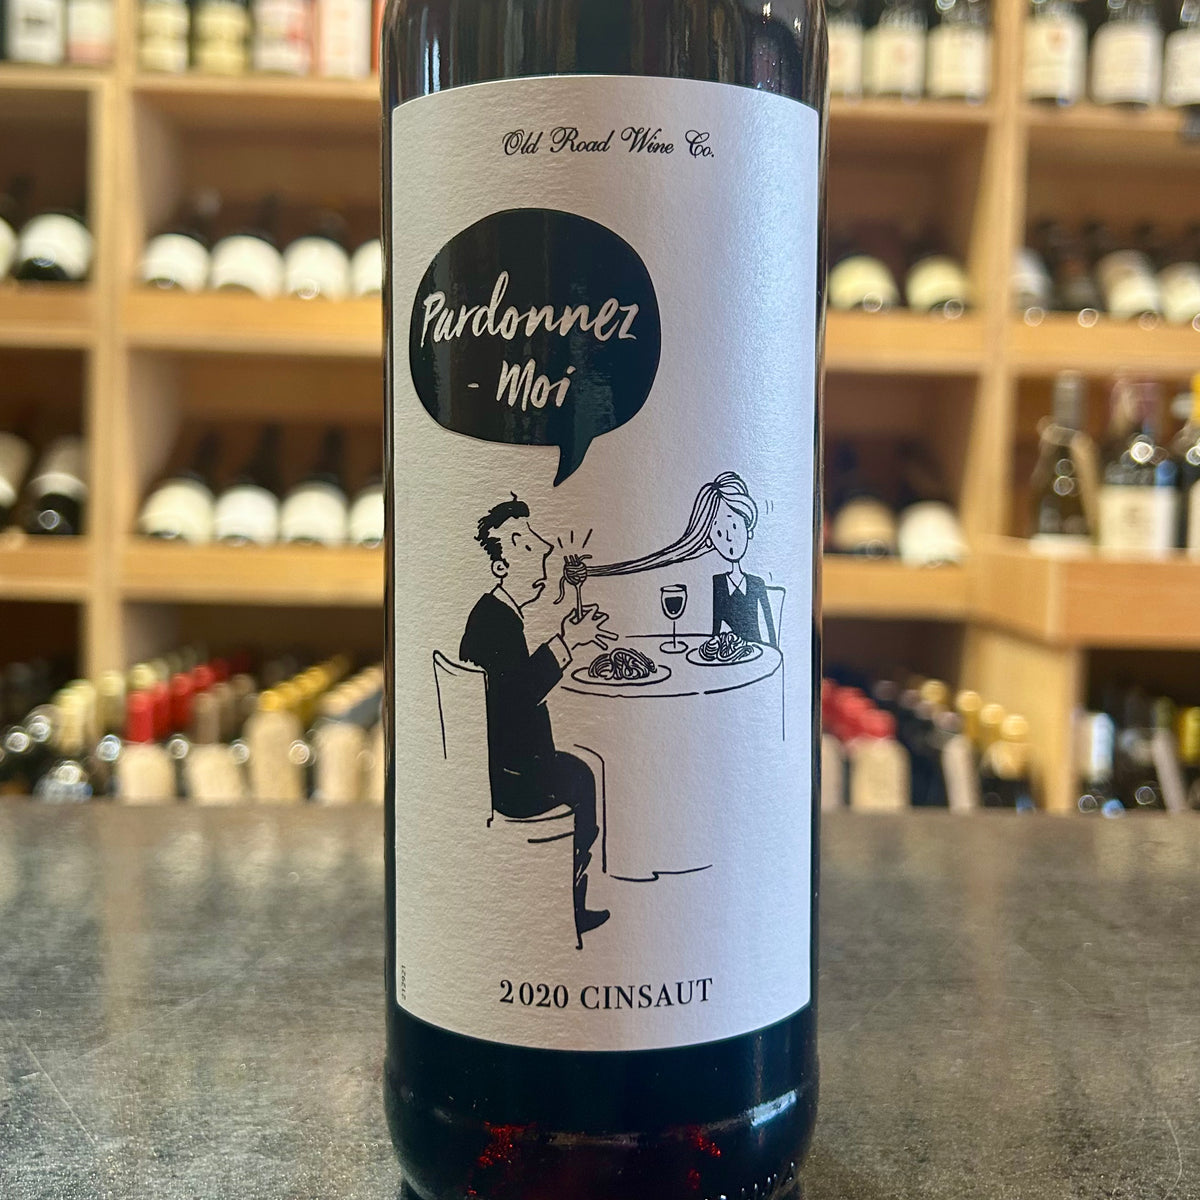 Old Road Wine Co.
Pardonnez
- Moi
2020 CINSAUT